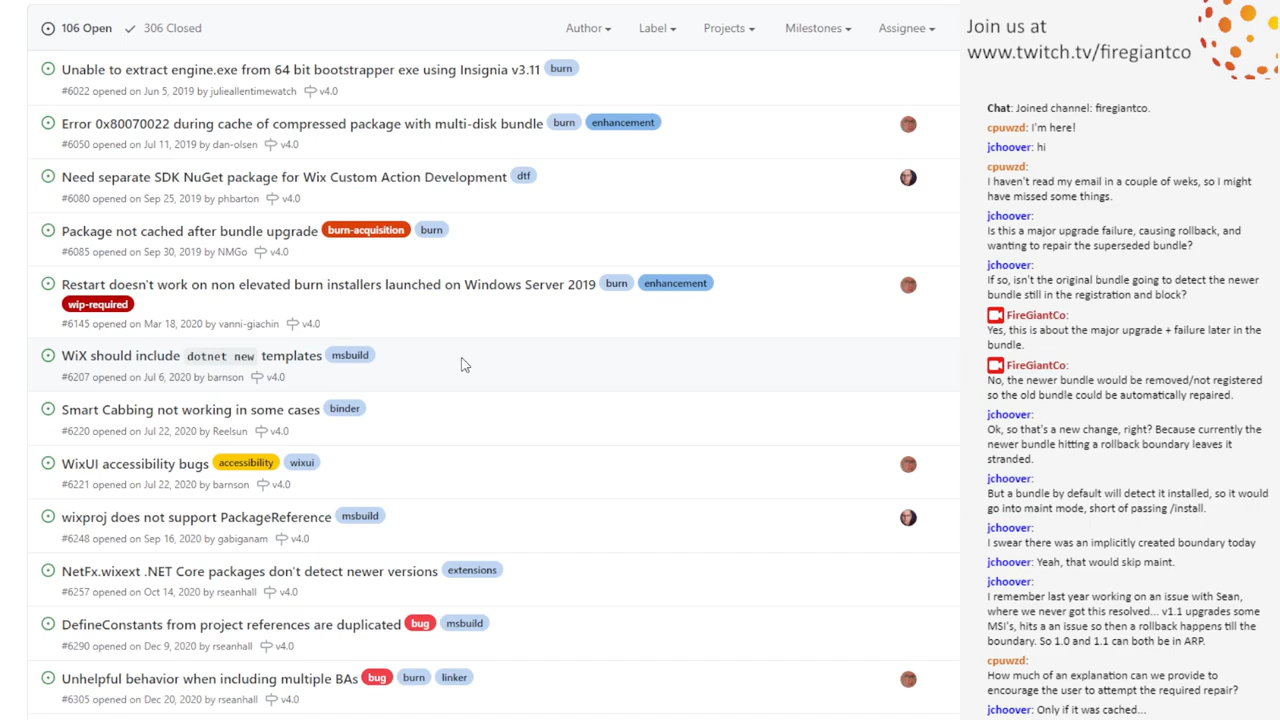 106 Open 306 Closed Author Label Projects Milestones Assignee
Unable to extract engine.exe from 64 bit bootstrapper exe using Insignia v3.11 burn
#6022 opened on Jun 5, 2019 by julieallentimewatch v4.0
Error 0x80070022 during cache of compressed package with multi-disk bundle burn enhancement
#6050 opened on Jul 11, 2019 by dan-olsen v4.0
Need separate SDK NuGet package for Wix Custom Action Development dtf
#6080 opened on Sep 25, 2019 by phbarton v4.0
Package not cached after bundle upgrade burn-acquisition burn
#6085 opened on Sep 30, 2019 by NMGo v4.0
Restart doesn't work on non elevated burn installers launched on Windows Server 2019 burn enhancement
wip-required
#6145 opened on Mar 18, 2020 by vanni-giachin v4.0
WiX should include dotnet new templates msbuild
#6207 opened on Jul 6, 2020 by barnson v4.0
Smart Cabbing not working in some cases binder
#6220 opened on Jul 22, 2020 by Reelsun v4.0
WixUI accessibility bugs accessibility wixui
#6221 opened on Jul 22, 2020 by barnson v4.0
wixproj does not support PackageReference msbuild
#6248 opened on Sep 16, 2020 by gabiganam v4.0
NetFx.wixext .NET Core packages don't detect newer versions extensions
#6257 opened on Oct 14, 2020 by rseanhall v4.0
DefineConstants from project references are duplicated bug msbuild
#6290 opened on Dec 9, 2020 by rseanhall v4.0
Unhelpful behavior when including multiple BAs bug burn linker
#6305 opened on Dec 20, 2020 by rseanhall v4.0
Join us at
www.twitch.tv/firegiantco
Chat: Joined channel: firegiantco.
cpuwzd: I'm here!
jchoover: hi
cpuwzd:
I haven't read my email in a couple of weks, so I might
have missed some things.
jchoover:
Is this a major upgrade failure, causing rollback, and
wanting to repair the superseded bundle?
jchoover:
If so, isn't the original bundle going to detect the newer
bundle still in the registration and block?
FireGiantCo:
Yes, this is about the major upgrade + failure later in the
bundle.
FireGiantCo:
No, the newer bundle would be removed/not registered
so the old bundle could be automatically repaired.
jchoover:
Ok, so that's a new change, right? Because currently the
newer bundle hitting a rollback boundary leaves it
stranded.
jchoover:
But a bundle by default will detect it installed, so it would
go into maint mode, short of passing /install.
jchoover:
I swear there was an implicitly created boundary today
jchoover: Yeah, that would skip maint.
jchoover:
I remember last year working on an issue with Sean,
where we never got this resolved... v1.1 upgrades some
MSI's, hits a an issue so then a rollback happens till the
boundary. So 1.0 and 1.1 can both be in ARP.
cpuwzd:
How much of an explanation can we provide to
encourage the user to attempt the required repair?
jchoover: Only if it was cached...